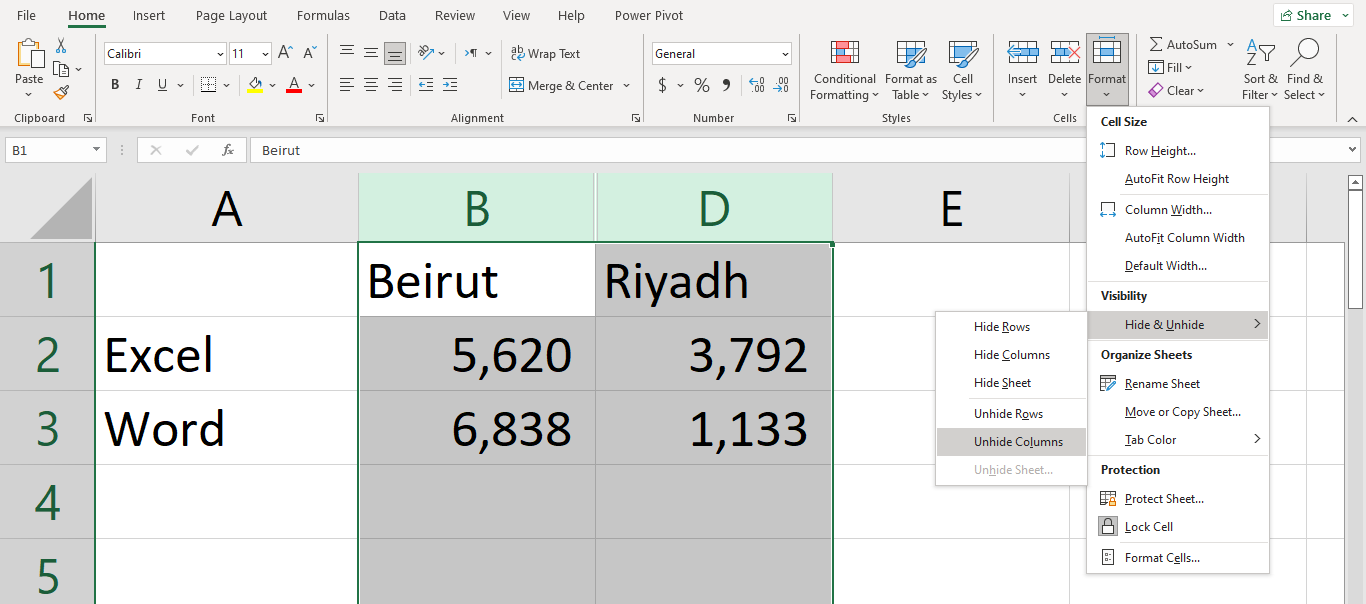 File Home Insert Page Layout Formulas Data Review View Help Power Pivot Share
Paste
Clipboard
Calibri 11
B I U A
Font
ab Wrap Text
Merge & Center
Alignment
General
$ % 9 .00 .0
Number
Conditional Formatting
Format as Table
Cell Styles
Styles
Insert Delete Format
Cells
AutoSum
Fill
Clear
Sort & Filter
Find & Select
B1 fx Beirut
A B D E
1 Beirut Riyadh
2 Excel 5,620 3,792
3 Word 6,838 1,133
4
5
Cell Size
Row Height...
AutoFit Row Height
Column Width...
AutoFit Column Width
Default Width...
Visibility
Hide & Unhide
Organize Sheets
Rename Sheet
Move or Copy Sheet...
Tab Color
Protection
Protect Sheet...
Lock Cell
Format Cells...
Hide Rows
Hide Columns
Hide Sheet
Unhide Rows
Unhide Columns
Unhide Sheet...